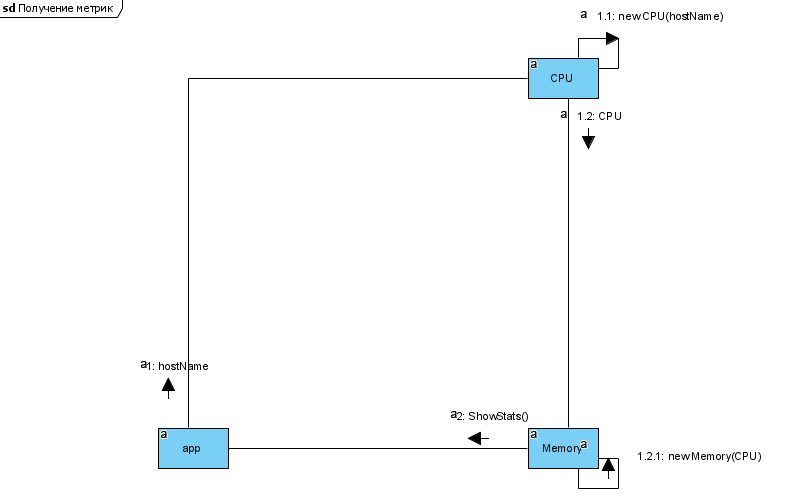 sd Получение метрик
a 1.1: newCPU(hostName)
a
CPU
a 1.2: CPU
a1: hostName
a
app
a2: ShowStats()
a
Memory a
1.2.1: newMemory(CPU)